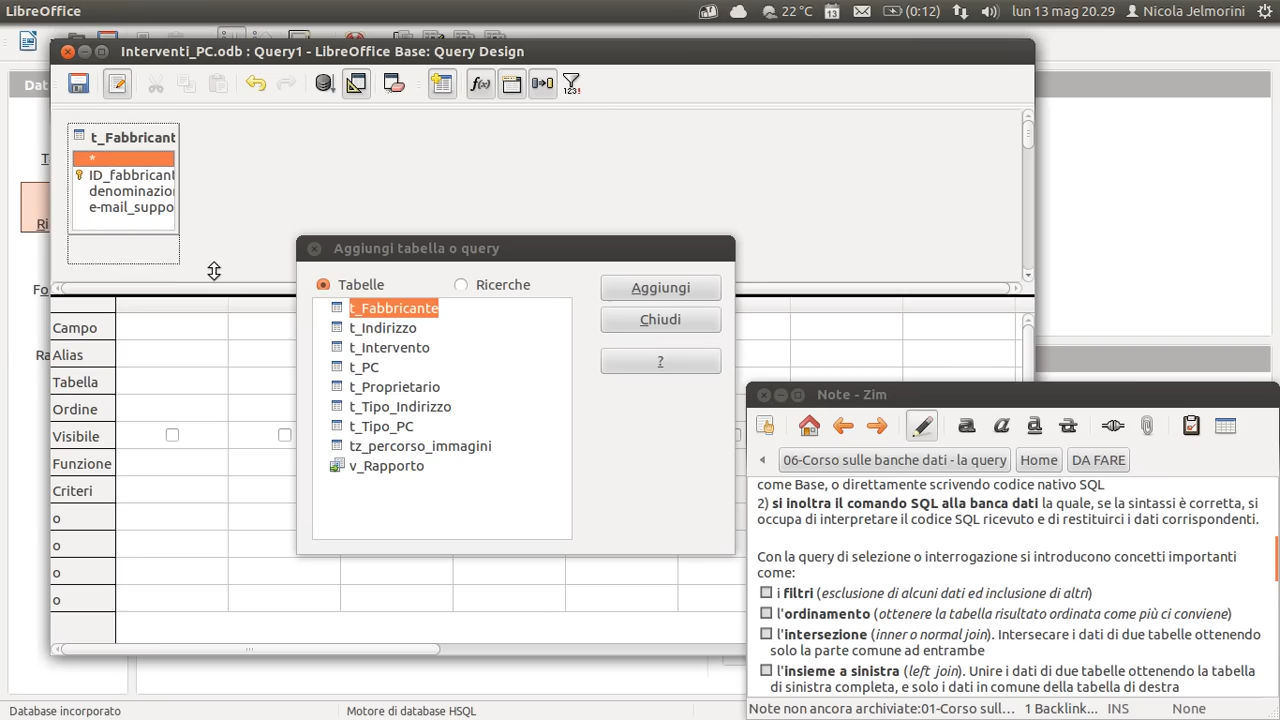 LibreOffice
22 °C
13
(0:12)
lun 13 mag 20.29
Nicola Jelmorini
Interventi_PC.odb : Query1 - LibreOffice Base: Query Design
Dat
f(x)
123!
t_Fabbricant
*
ID_fabbricant
denominazion
e-mail_suppo
Ri
Fo
Ra
Aggiungi tabella o query
Tabelle
Ricerche
Aggiungi
Chiudi
?
t_Fabbricante
t_Indirizzo
t_Intervento
t_PC
t_Proprietario
t_Tipo_Indirizzo
t_Tipo_PC
tz_percorso_immagini
v_Rapporto
Campo
Alias
Tabella
Ordine
Visibile
Funzione
Criteri
o
o
o
o
Note - Zim
a a a a
06-Corso sulle banche dati - la query
Home
DA FARE
come Base, o direttamente scrivendo codice nativo SQL
2) si inoltra il comando SQL alla banca dati la quale, se la sintassi è corretta, si
occupa di interpretare il codice SQL ricevuto e di restituirci i dati corrispondenti.
Con la query di selezione o interrogazione si introducono concetti importanti
come:
i filtri (esclusione di alcuni dati ed inclusione di altri)
l'ordinamento (ottenere la tabella risultato ordinata come più ci conviene)
l'intersezione (inner o normal join). Intersecare i dati di due tabelle ottenendo
solo la parte comune ad entrambe
l'insieme a sinistra (left join). Unire i dati di due tabelle ottenendo la tabella
di sinistra completa, e solo i dati in comune della tabella di destra
Note non ancora archiviate:01-Corso sull...
1 Backlink...
INS
None
Database incorporato
Motore di database HSQL